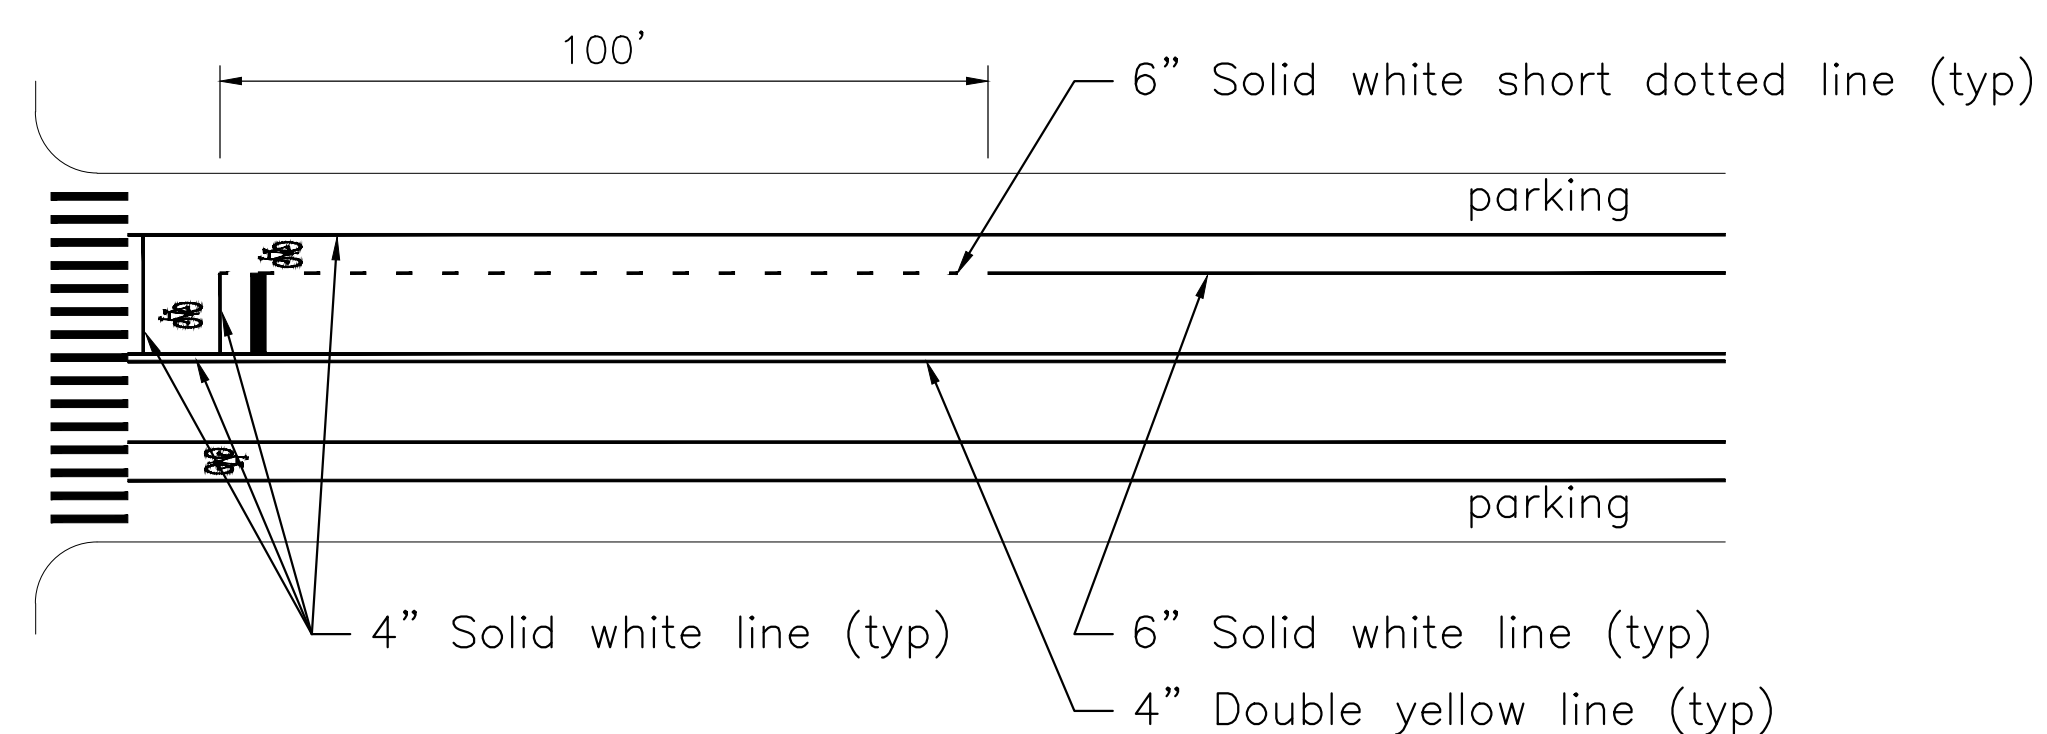 100'
6” Solid white short dotted line (typ)
parking
parking
4” Solid white line (typ)
6” Solid white line (typ)
4” Double yellow line (typ)